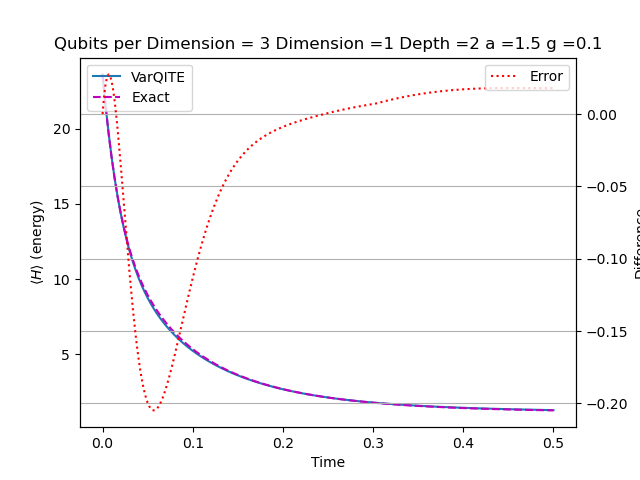 Qubits per Dimension = 3 Dimension =1 Depth =2 a =1.5 g =0.1
VarQITE
Exact
Error
20
15
10
5
⟨H⟩ (energy)
0.00
−0.05
−0.10
−0.15
−0.20
Difference
0.0 0.1 0.2 0.3 0.4 0.5
Time